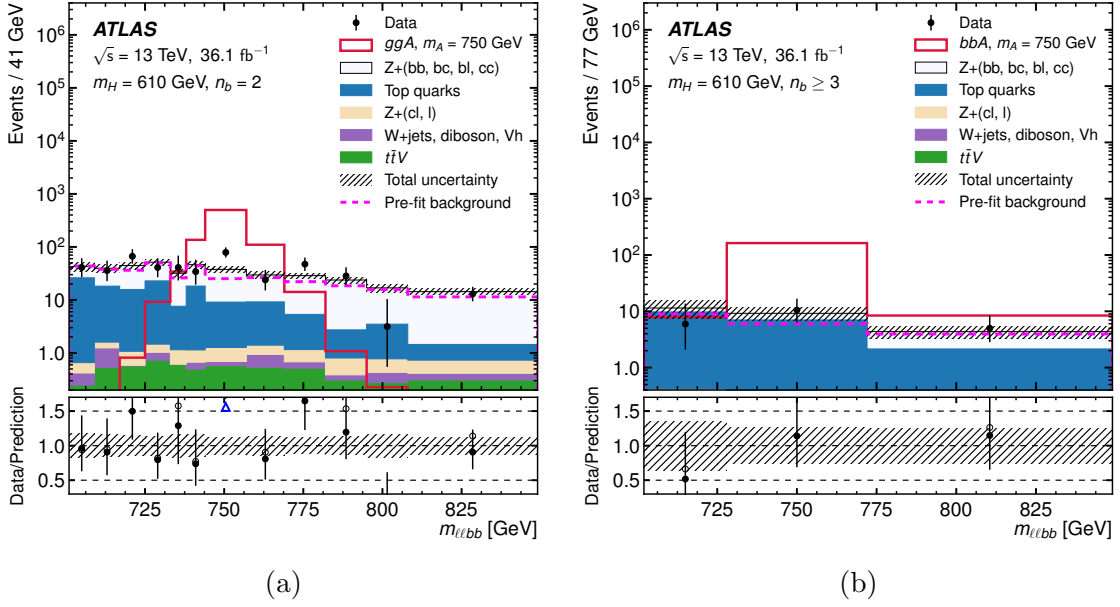 Events / 41 GeV
10⁶
10⁵
10⁴
10³
10²
10
1.0
ATLAS
√s = 13 TeV, 36.1 fb⁻¹
m_H = 610 GeV, n_b = 2
Data
ggA, m_A = 750 GeV
Z+(bb, bc, bl, cc)
Top quarks
Z+(cl, l)
W+jets, diboson, Vh
tt̄V
Total uncertainty
Pre-fit background
Data/Prediction
1.5
1.0
0.5
725 750 775 800 825
m_ℓℓbb [GeV]
(a)
Events / 77 GeV
10⁶
10⁵
10⁴
10³
10²
10
1.0
ATLAS
√s = 13 TeV, 36.1 fb⁻¹
m_H = 610 GeV, n_b ≥ 3
Data
bbA, m_A = 750 GeV
Z+(bb, bc, bl, cc)
Top quarks
Z+(cl, l)
W+jets, diboson, Vh
tt̄V
Total uncertainty
Pre-fit background
Data/Prediction
1.5
1.0
0.5
725 750 775 800 825
m_ℓℓbb [GeV]
(b)